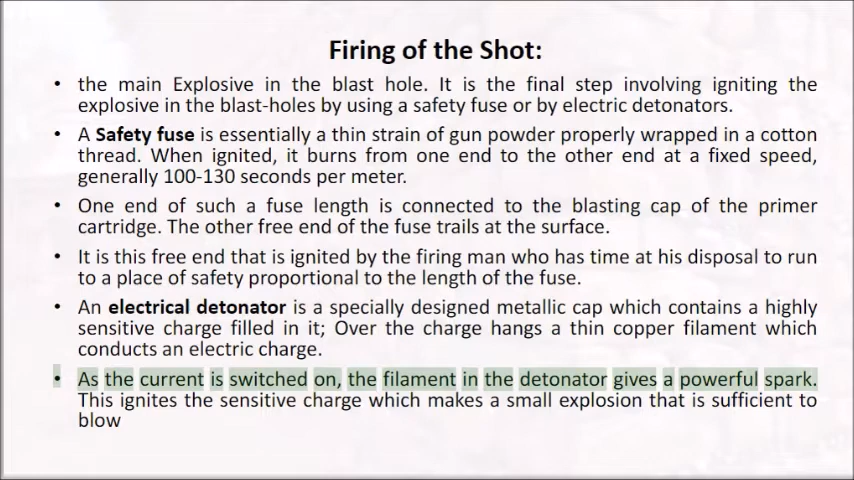 Firing of the Shot:
• the main Explosive in the blast hole. It is the final step involving igniting the
explosive in the blast-holes by using a safety fuse or by electric detonators.
• A Safety fuse is essentially a thin strain of gun powder properly wrapped in a cotton
thread. When ignited, it burns from one end to the other end at a fixed speed,
generally 100-130 seconds per meter.
• One end of such a fuse length is connected to the blasting cap of the primer
cartridge. The other free end of the fuse trails at the surface.
• It is this free end that is ignited by the firing man who has time at his disposal to run
to a place of safety proportional to the length of the fuse.
• An electrical detonator is a specially designed metallic cap which contains a highly
sensitive charge filled in it; Over the charge hangs a thin copper filament which
conducts an electric charge.
• As the current is switched on, the filament in the detonator gives a powerful spark.
This ignites the sensitive charge which makes a small explosion that is sufficient to
blow